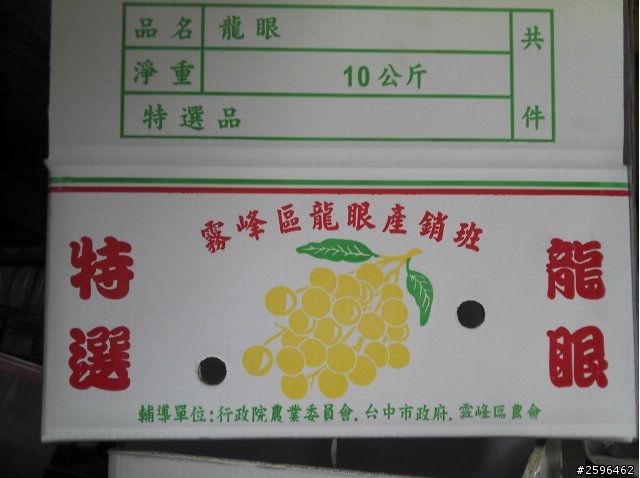 品名 龍眼
淨重 10公斤
特選品
共 件
霧峰區龍眼產銷班
特選
龍眼
輔導單位:行政院農業委員會.台中市政府.霧峰區農會
#2596462